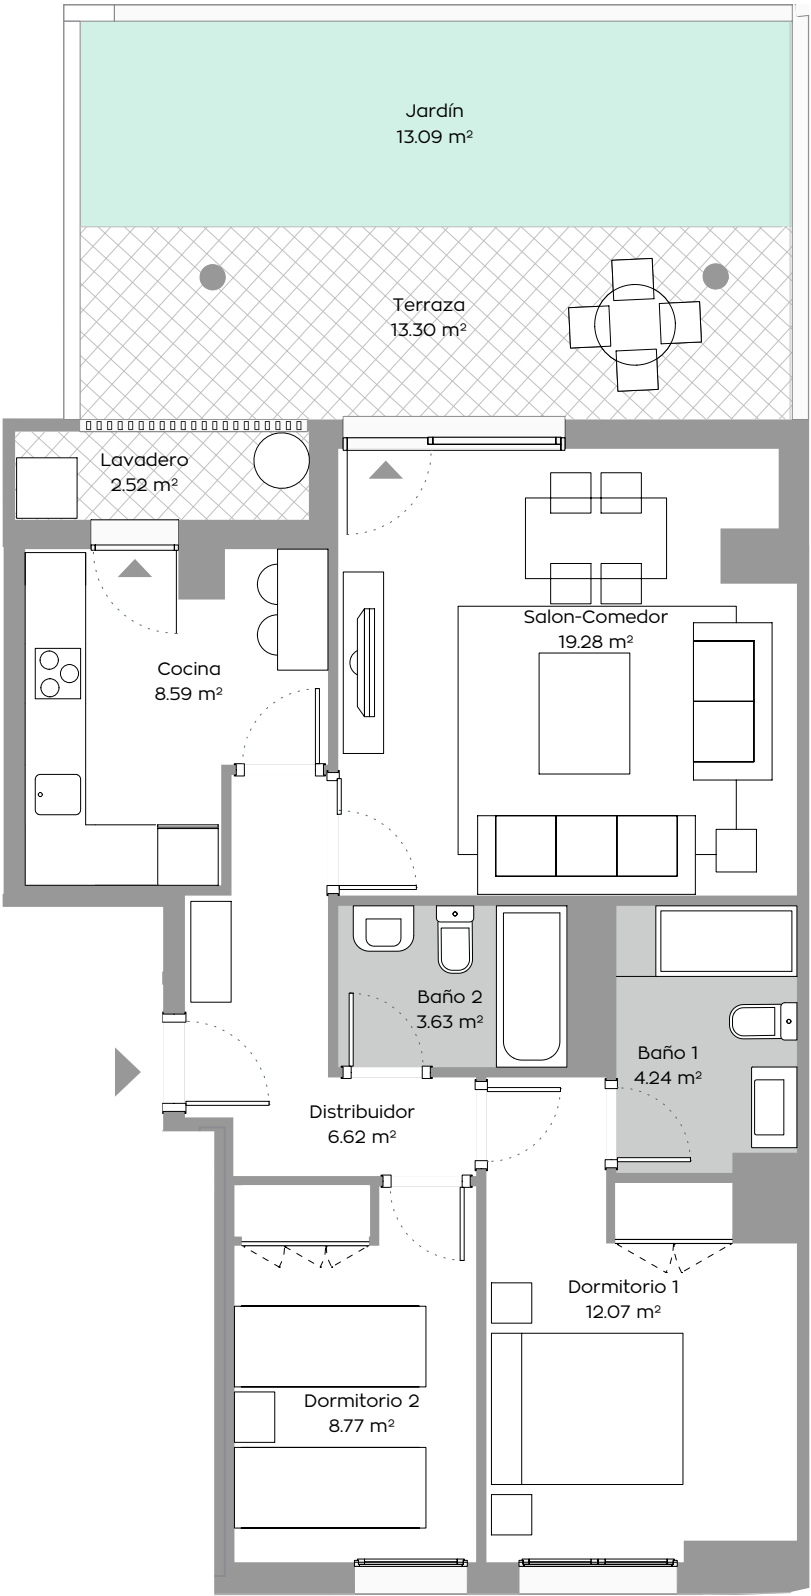 Jardín
13.09 m²
Terraza
13.30 m²
Lavadero
2.52 m²
Salon-Comedor
19.28 m²
Cocina
8.59 m²
Baño 2
3.63 m²
Baño 1
4.24 m²
Distribuidor
6.62 m²
Dormitorio 1
12.07 m²
Dormitorio 2
8.77 m²